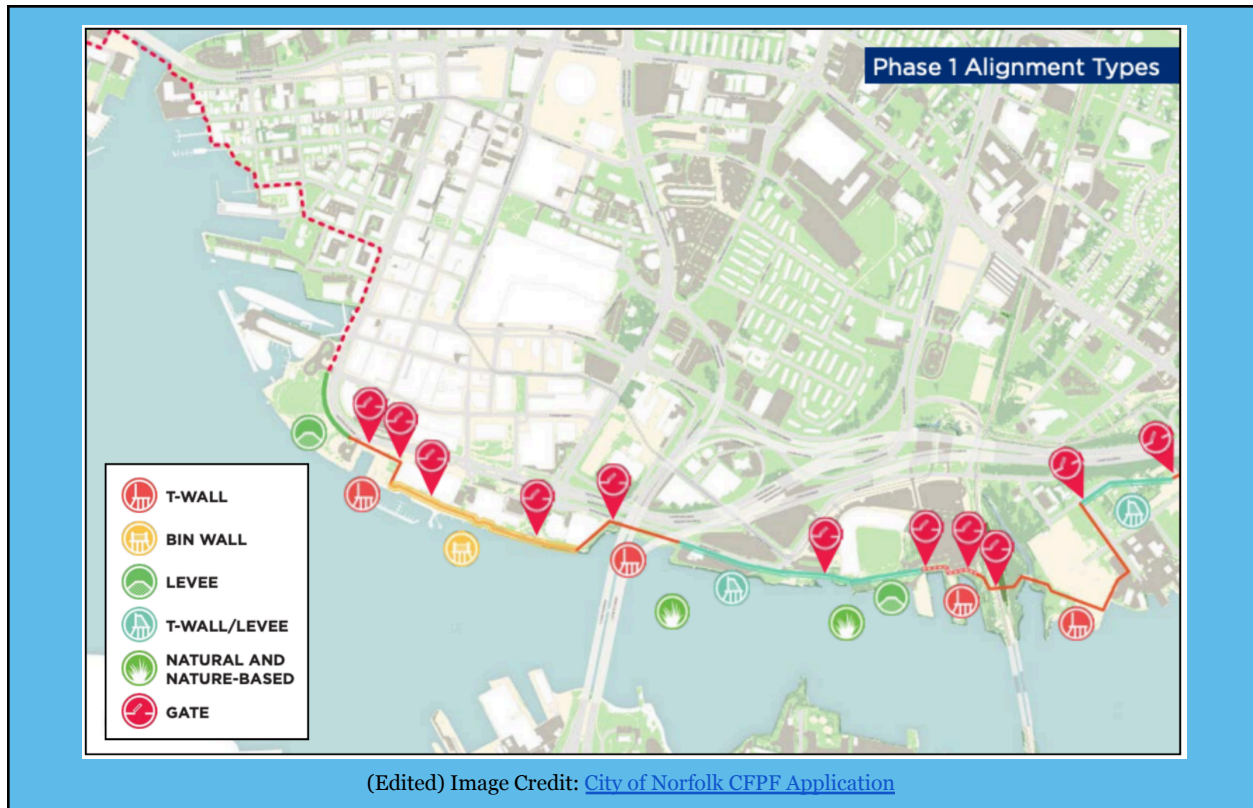 Phase 1 Alignment Types
T-WALL
BIN WALL
LEVEE
T-WALL/LEVEE
NATURAL AND
NATURE-BASED
GATE
(Edited) Image Credit: City of Norfolk CFPF Application